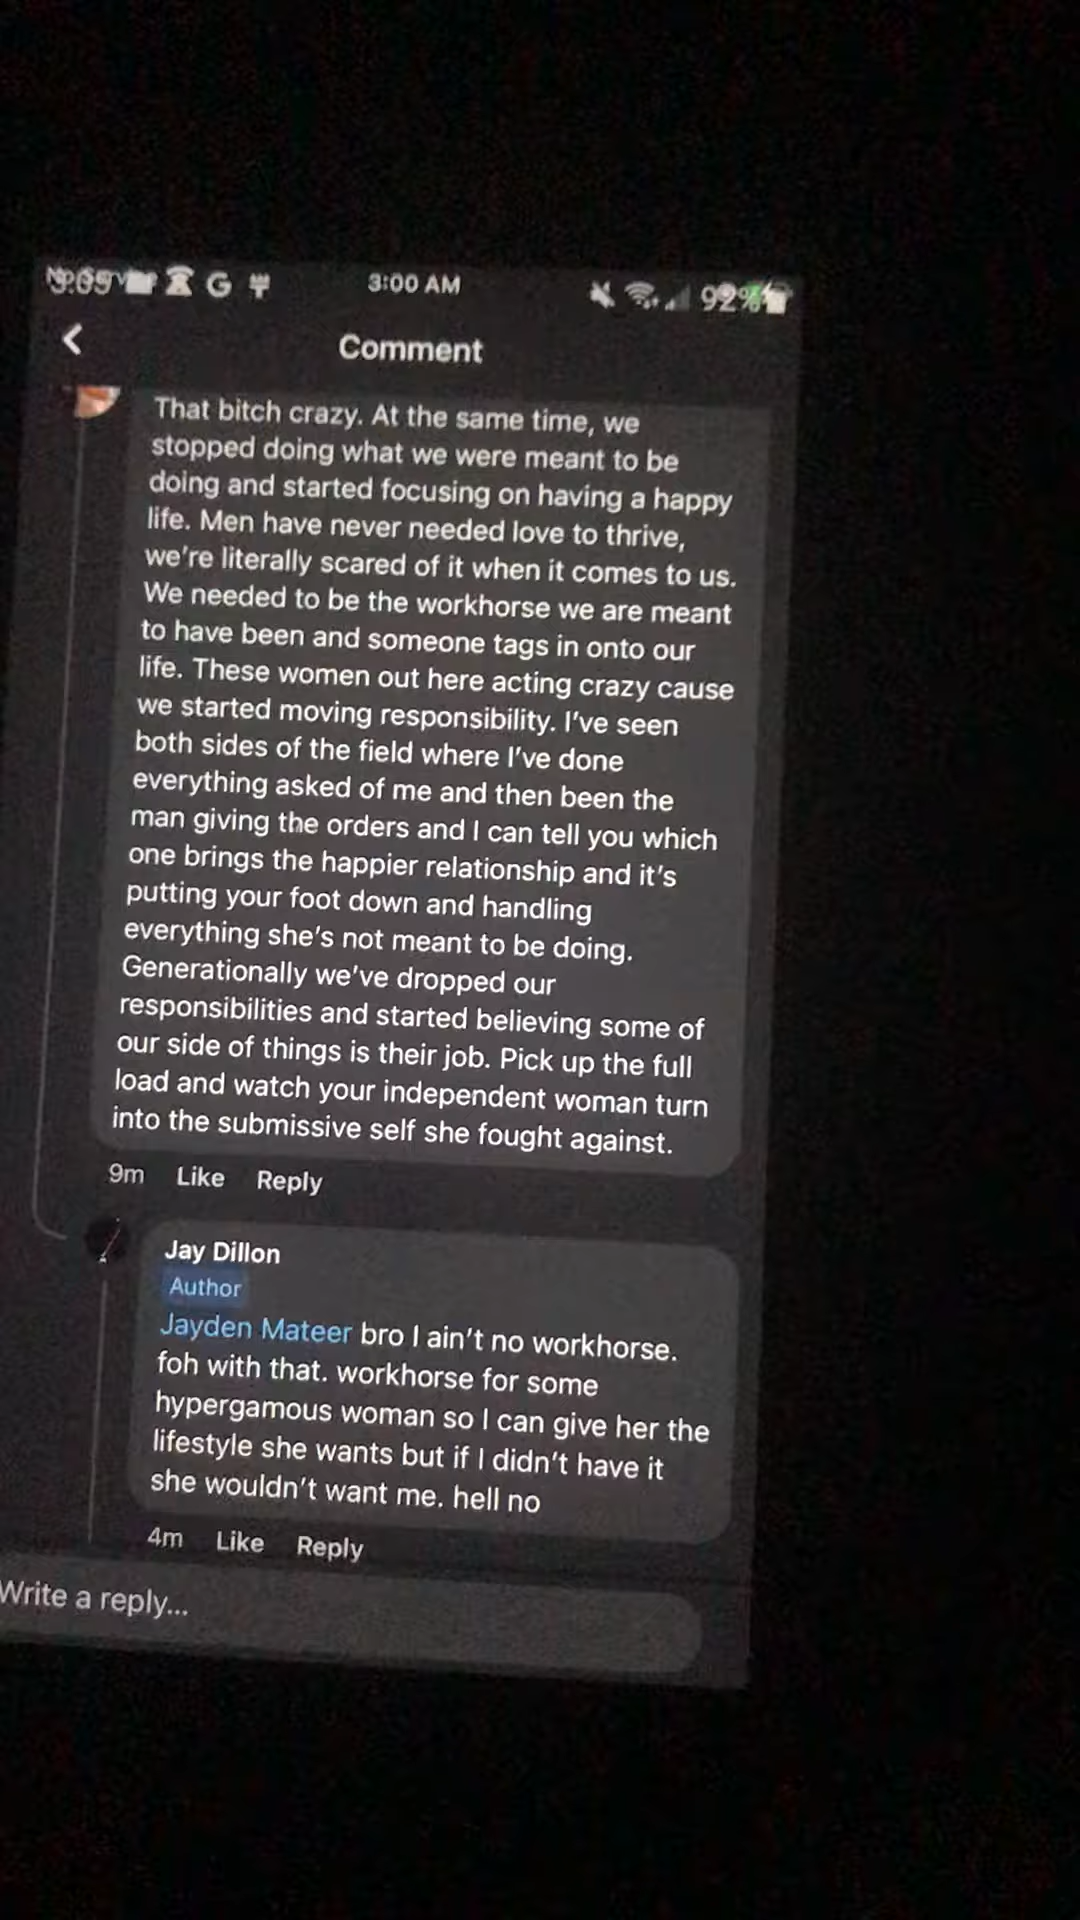 G
3:00 AM
92%
Comment
That bitch crazy. At the same time, we
stopped doing what we were meant to be
doing and started focusing on having a happy
life. Men have never needed love to thrive,
we're literally scared of it when it comes to us.
We needed to be the workhorse we are meant
to have been and someone tags in onto our
life. These women out here acting crazy cause
we started moving responsibility. I've seen
both sides of the field where I've done
everything asked of me and then been the
man giving the orders and I can tell you which
one brings the happier relationship and it's
putting your foot down and handling
everything she's not meant to be doing.
Generationally we've dropped our
responsibilities and started believing some of
our side of things is their job. Pick up the full
load and watch your independent woman turn
into the submissive self she fought against.
9m Like Reply
Jay Dillon
Author
Jayden Mateer bro I ain't no workhorse.
foh with that. workhorse for some
hypergamous woman so I can give her the
lifestyle she wants but if I didn't have it
she wouldn't want me. hell no
4m Like Reply
Write a reply...